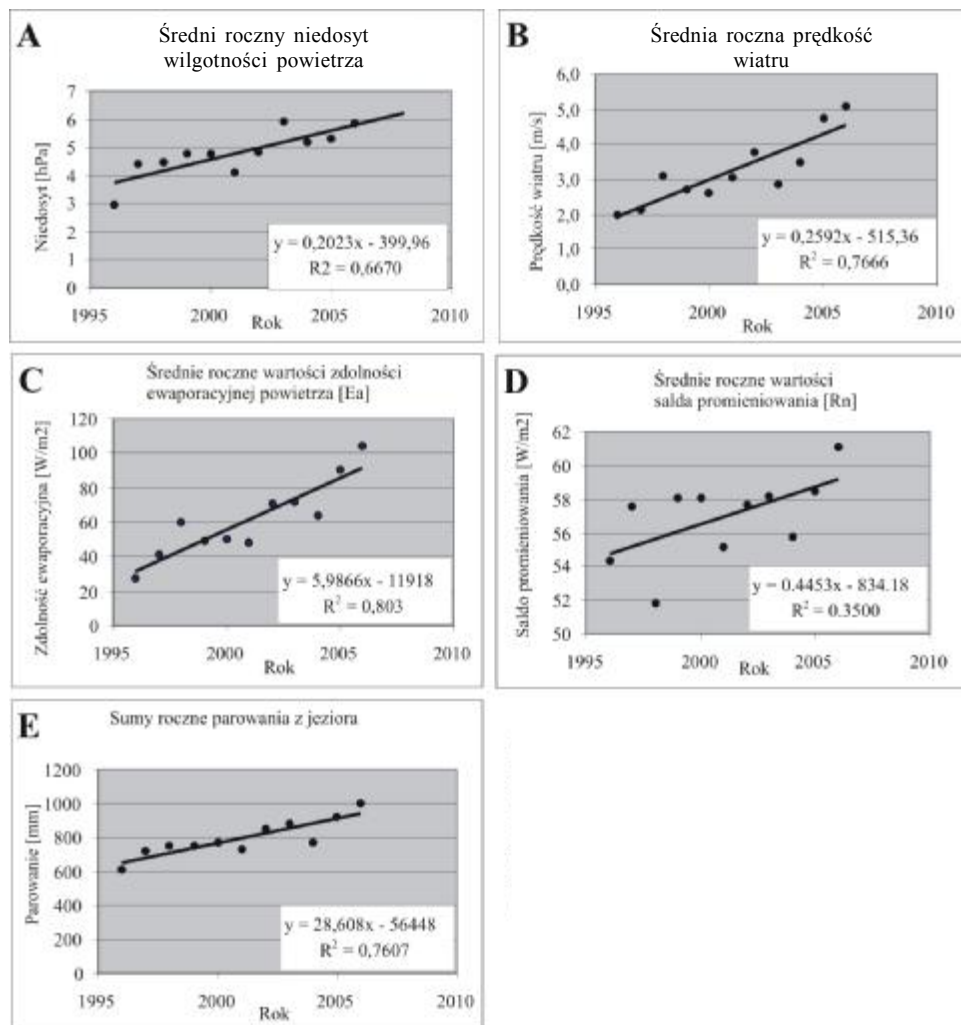 A
Średni roczny niedosyt
wilgotności powietrza
Niedosyt [hPa]
7
6
5
4
3
2
1
0
y = 0,2023x - 399,96
R2 = 0,6670
1995
2000
2005
2010
Rok
B
Średnia roczna prędkość
wiatru
Prędkość wiatru [m/s]
6,0
5,0
4,0
3,0
2,0
1,0
0,0
y = 0,2592x - 515,36
R² = 0,7666
1995
2000
2005
2010
Rok
C
Średnie roczne wartości zdolności
ewaporacyjnej powietrza [Ea]
Zdolność ewaporacyjna [W/m2]
120
100
80
60
40
20
0
y = 5,9866x - 11918
R² = 0,803
1995
2000
2005
2010
Rok
D
Średnie roczne wartości
salda promieniowania [Rn]
Saldo promieniowania [W/m2]
62
60
58
56
54
52
50
y = 0.4453x - 834.18
R² = 0.3500
1995
2000
2005
2010
Rok
E
Sumy roczne parowania z jeziora
Parowanie [mm]
1200
1000
800
600
400
200
0
y = 28,608x - 56448
R² = 0,7607
1995
2000
2005
2010
Rok